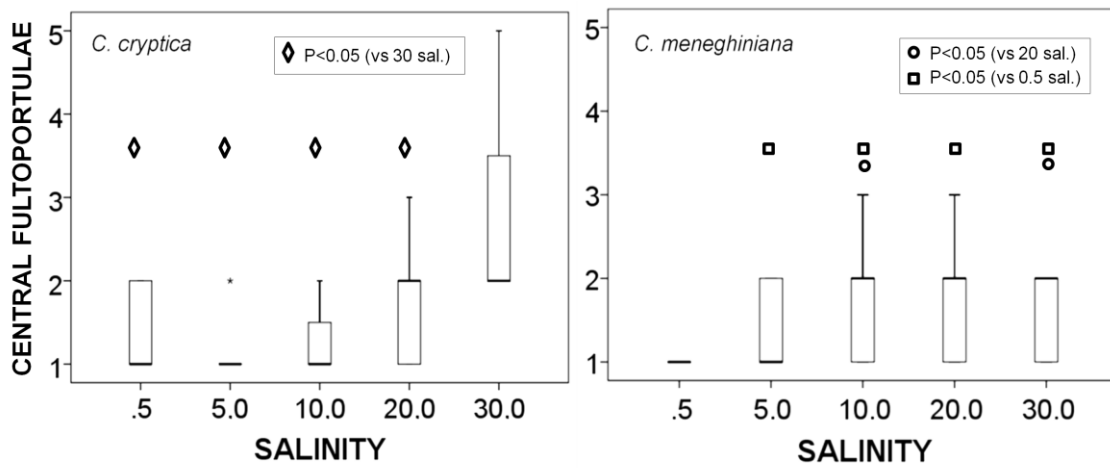 CENTRAL FULTOPORTULAE
C. cryptica
P<0.05 (vs 30 sal.)
5
4
3
2
1
*
.5 5.0 10.0 20.0 30.0
SALINITY
C. meneghiniana
P<0.05 (vs 20 sal.)
P<0.05 (vs 0.5 sal.)
5
4
3
2
1
.5 5.0 10.0 20.0 30.0
SALINITY